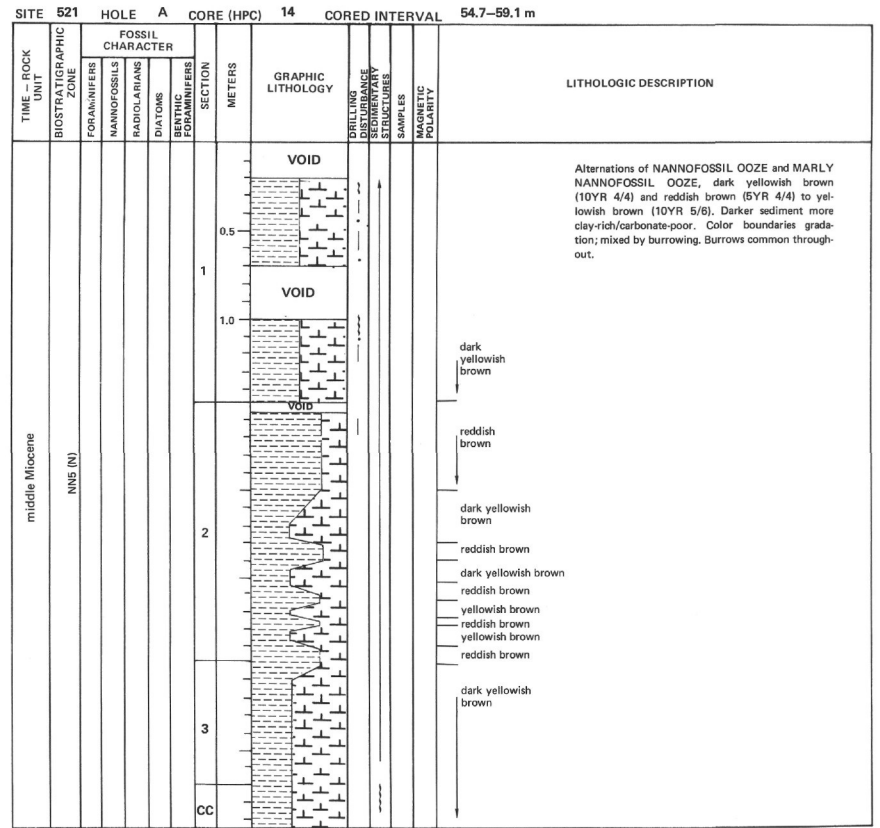 SITE 521 HOLE A CORE (HPC) 14 CORED INTERVAL 54.7–59.1 m
TIME – ROCK UNIT
BIOSTRATIGRAPHIC ZONE
FOSSIL CHARACTER
FORAMINIFERS
NANNOFOSSILS
RADIOLARIANS
DIATOMS
BENTHIC FORAMINIFERS
SECTION
METERS
GRAPHIC LITHOLOGY
DRILLING DISTURBANCE
SEDIMENTARY STRUCTURES
SAMPLES
MAGNETIC POLARITY
LITHOLOGIC DESCRIPTION
middle Miocene
NN5 (N)
1
2
3
CC
0.5
1.0
VOID
VOID
VOID
dark
yellowish
brown
reddish
brown
dark yellowish
brown
reddish brown
dark yellowish brown
reddish brown
yellowish brown
reddish brown
yellowish brown
reddish brown
dark yellowish
brown
Alternations of NANNOFOSSIL OOZE and MARLY
NANNOFOSSIL OOZE, dark yellowish brown
(10YR 4/4) and reddish brown (5YR 4/4) to yel-
lowish brown (10YR 5/6). Darker sediment more
clay-rich/carbonate-poor. Color boundaries grada-
tion; mixed by burrowing. Burrows common through-
out.